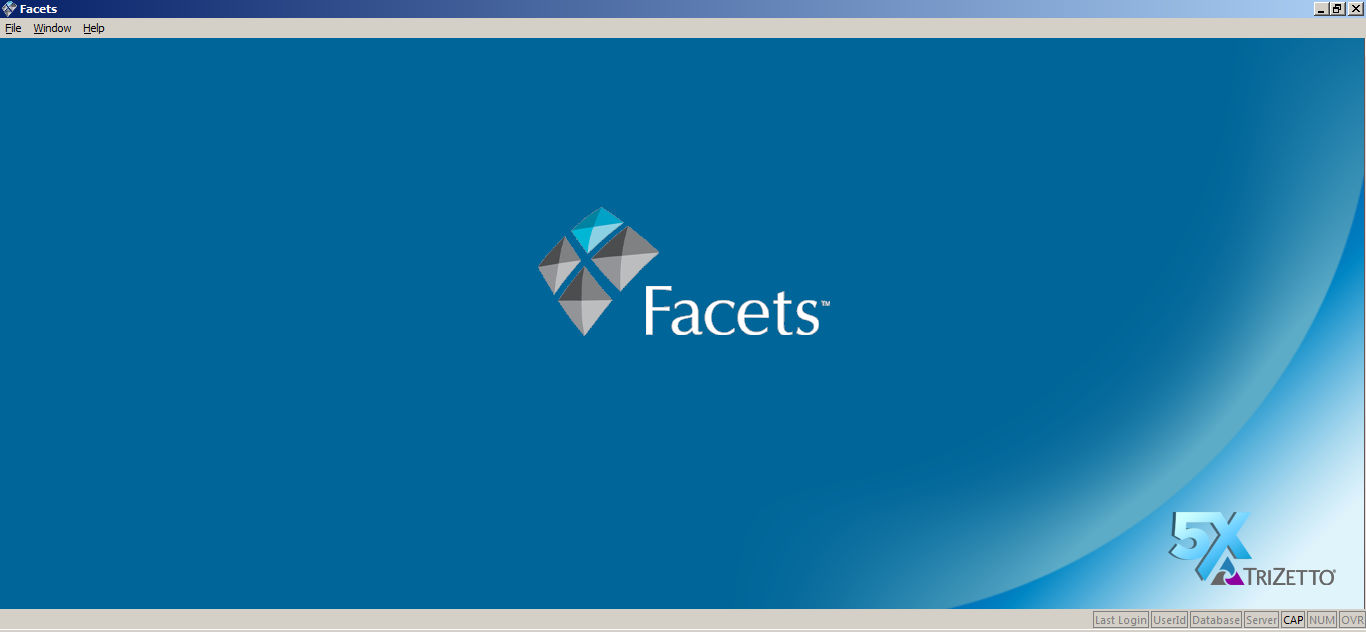 Facets
File Window Help
Facets™
5X
TRIZETTO®
Last Login UserId Database Server CAP NUM OVR